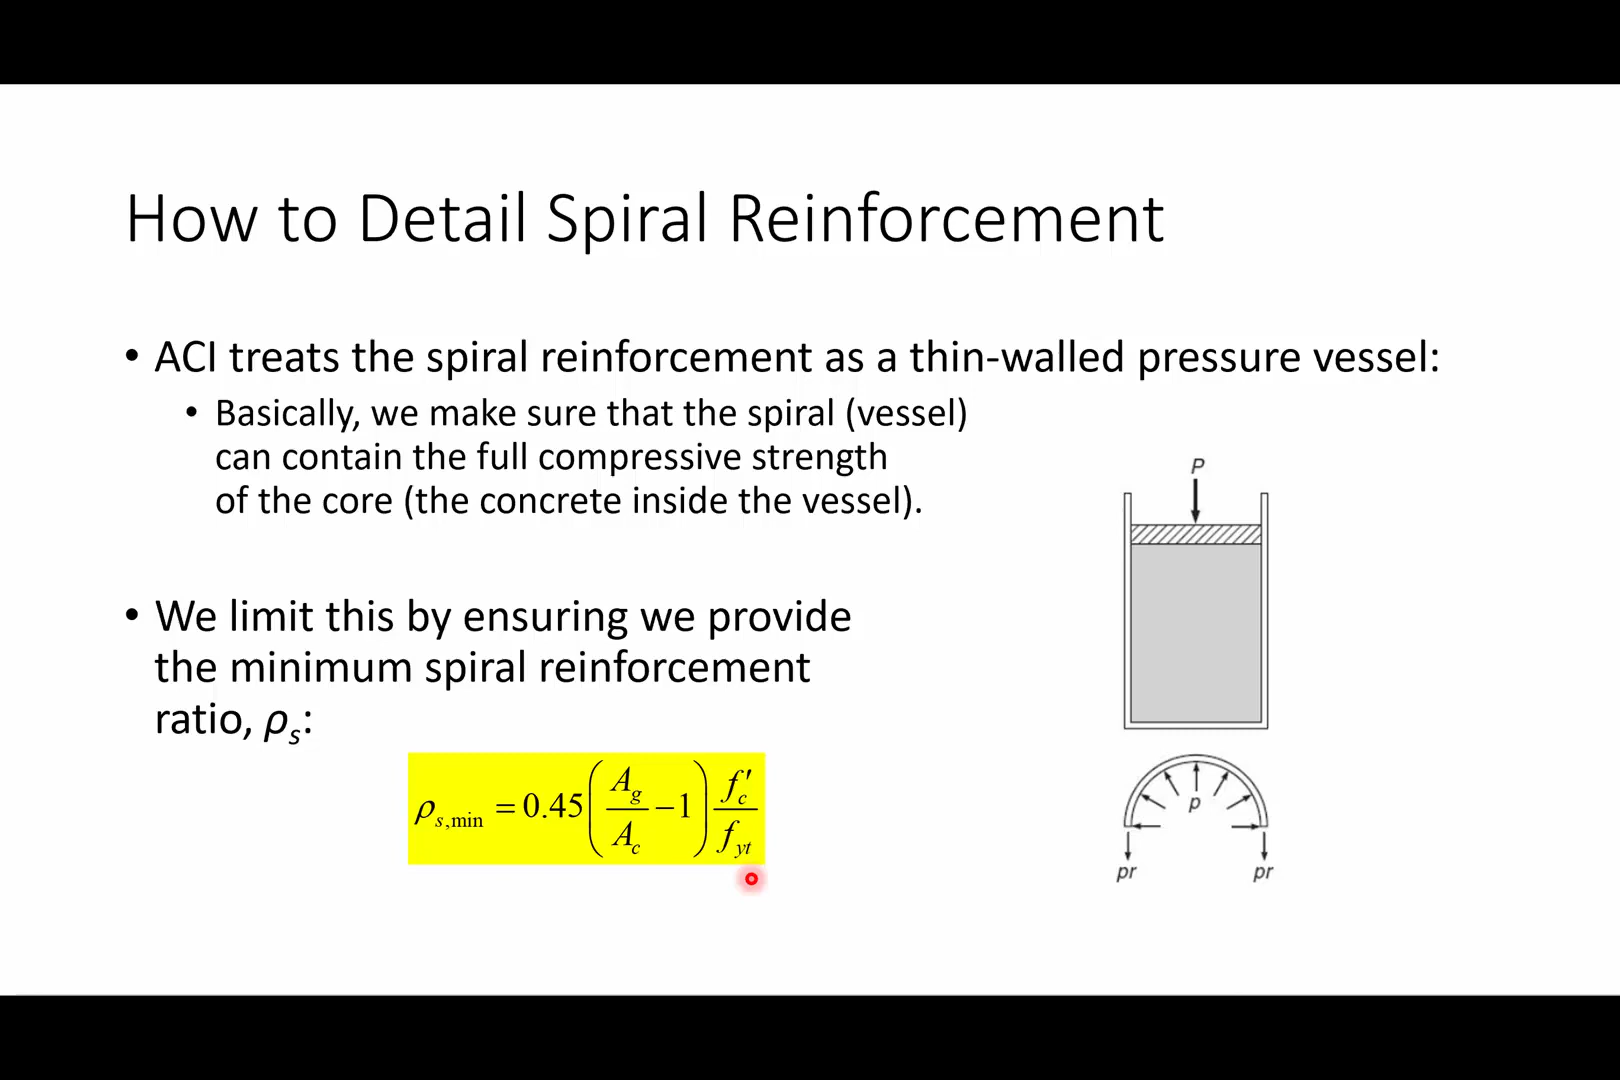 How to Detail Spiral Reinforcement
• ACI treats the spiral reinforcement as a thin-walled pressure vessel:
• Basically, we make sure that the spiral (vessel)
can contain the full compressive strength
of the core (the concrete inside the vessel).
• We limit this by ensuring we provide
the minimum spiral reinforcement
ratio, ρs:
ρs,min = 0.45(Ag/Ac − 1) f′c/fyt
P
p
pr pr